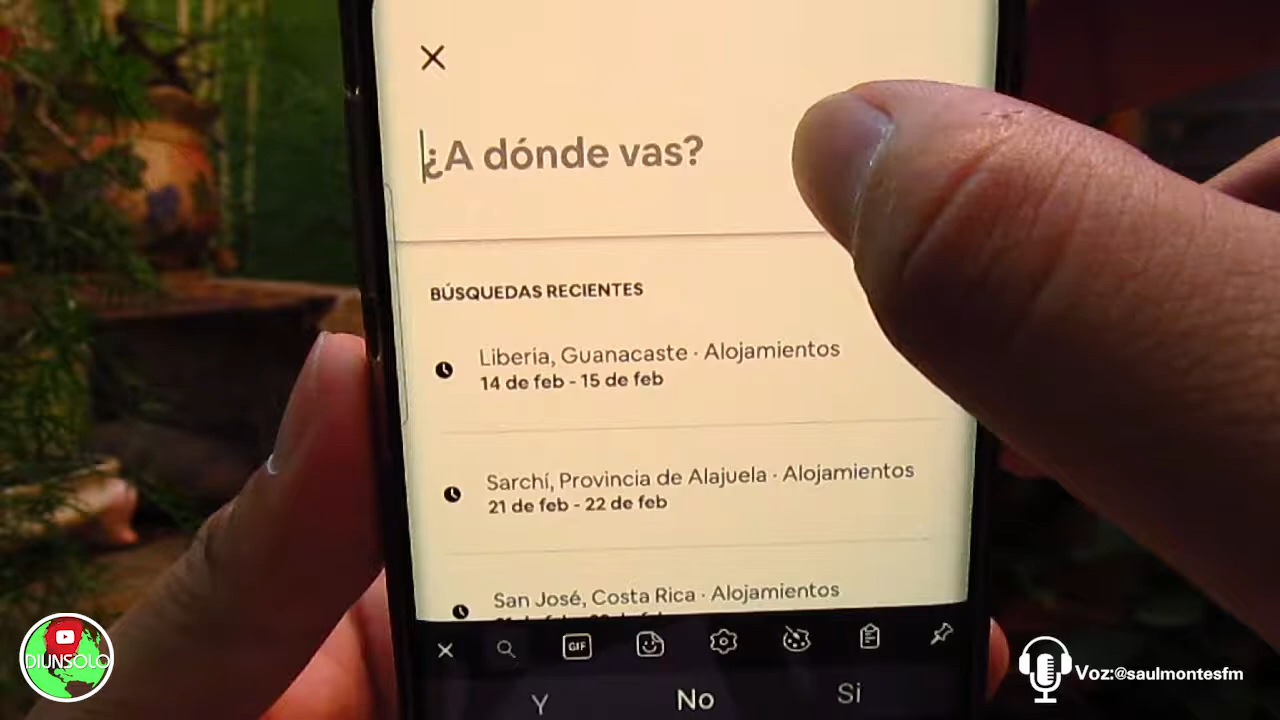 ¿A dónde vas?
BÚSQUEDAS RECIENTES
Liberia, Guanacaste · Alojamientos
14 de feb - 15 de feb
Sarchí, Provincia de Alajuela · Alojamientos
21 de feb - 22 de feb
San José, Costa Rica · Alojamientos
GIF
Y No Si
DIUNSOLO
Voz:@saulmontesfm